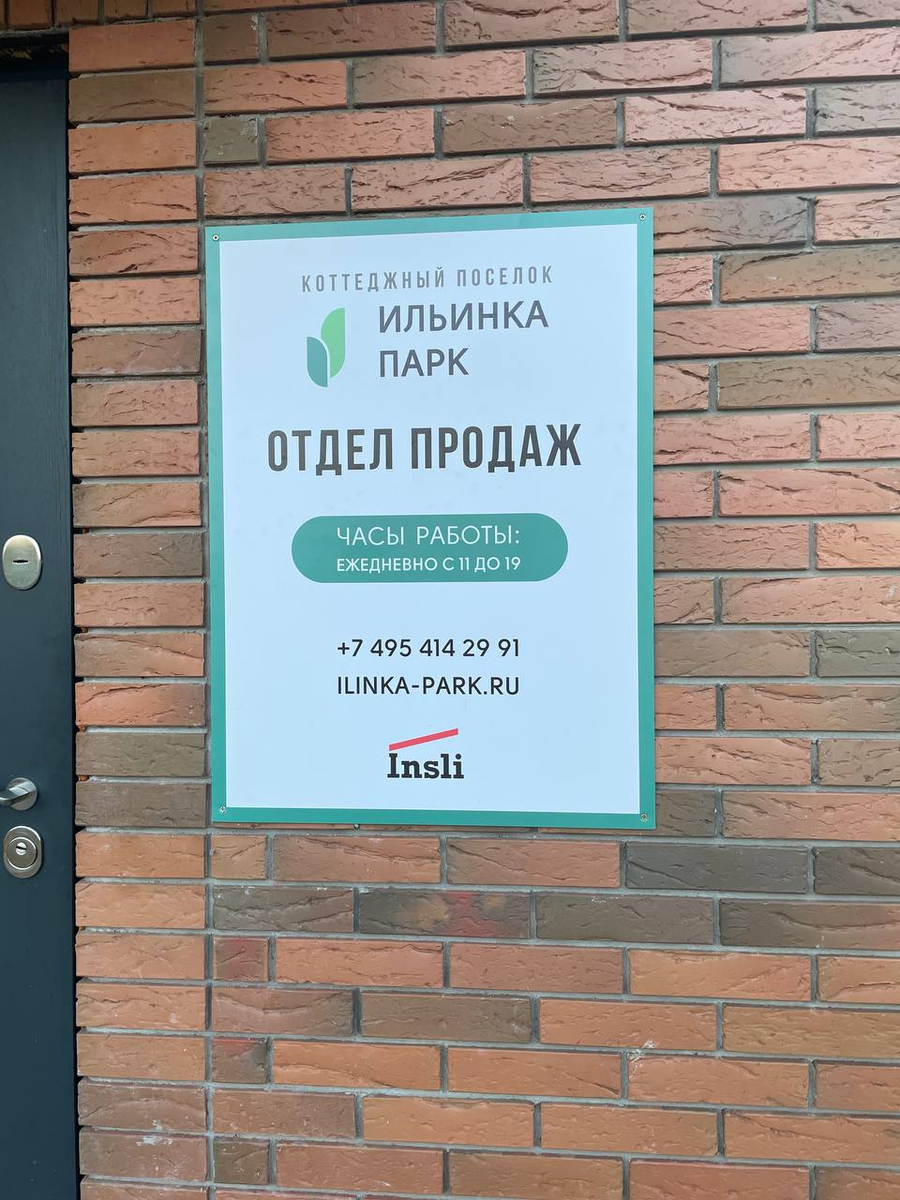 КОТТЕДЖНЫЙ ПОСЕЛОК
ИЛЬИНКА
ПАРК
ОТДЕЛ ПРОДАЖ
ЧАСЫ РАБОТЫ:
ЕЖЕДНЕВНО С 11 ДО 19
+7 495 414 29 91
ILINKA-PARK.RU
Insli